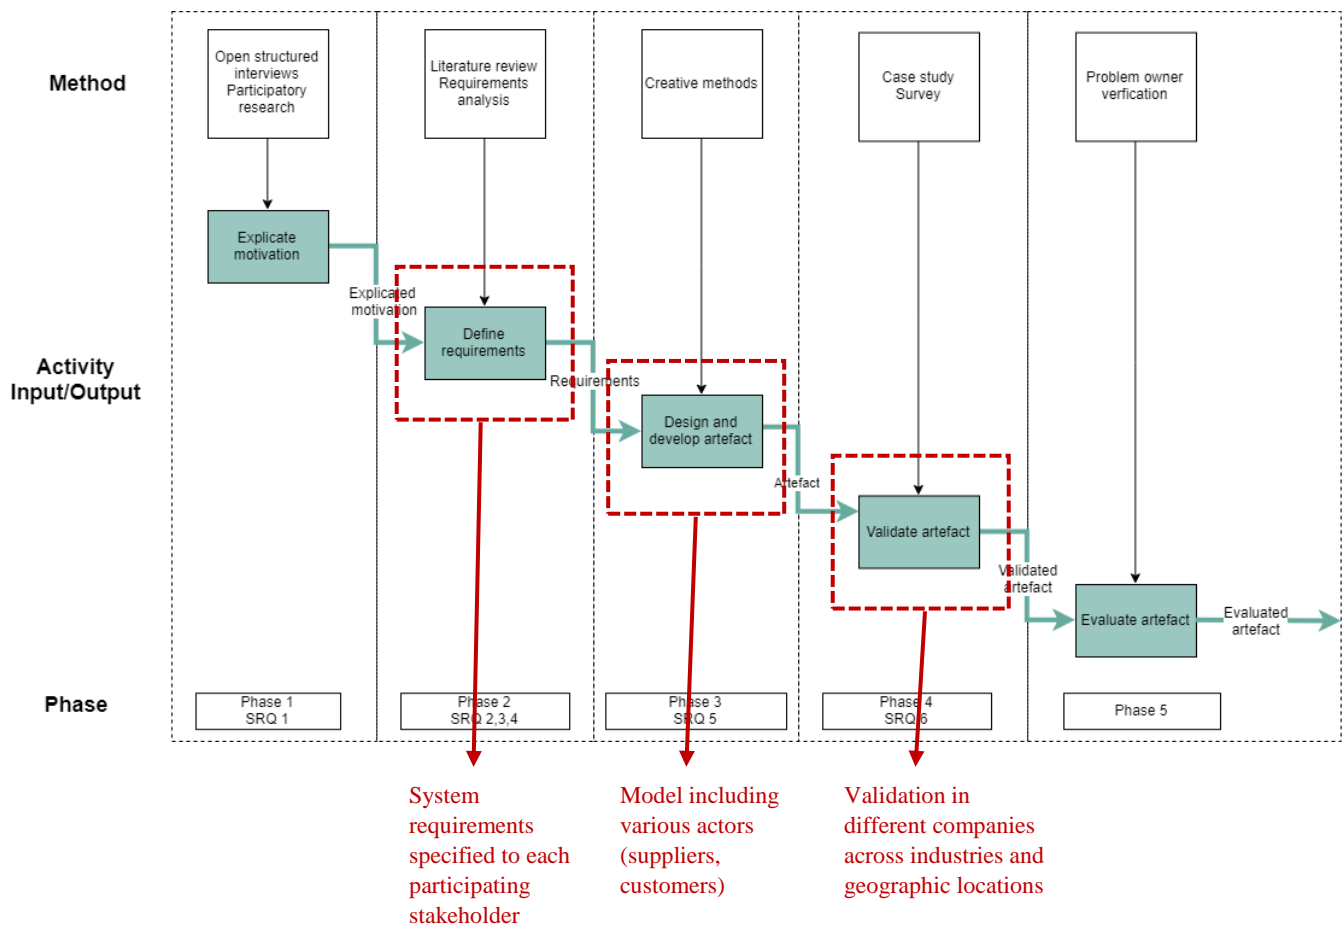 Method
Open structured
interviews
Participatory
research
Literature review
Requirements
analysis
Creative methods
Case study
Survey
Problem owner
verfication
Activity
Input/Output
Explicate
motivation
Explicated
motivation
Define
requirements
Requirements
Design and
develop artefact
Artefact
Validate artefact
Validated
artefact
Evaluate artefact
Evaluated
artefact
Phase
Phase 1
SRQ 1
Phase 2
SRQ 2,3,4
Phase 3
SRQ 5
Phase 4
SRQ 6
Phase 5
System
requirements
specified to each
participating
stakeholder
Model including
various actors
(suppliers,
customers)
Validation in
different companies
across industries and
geographic locations